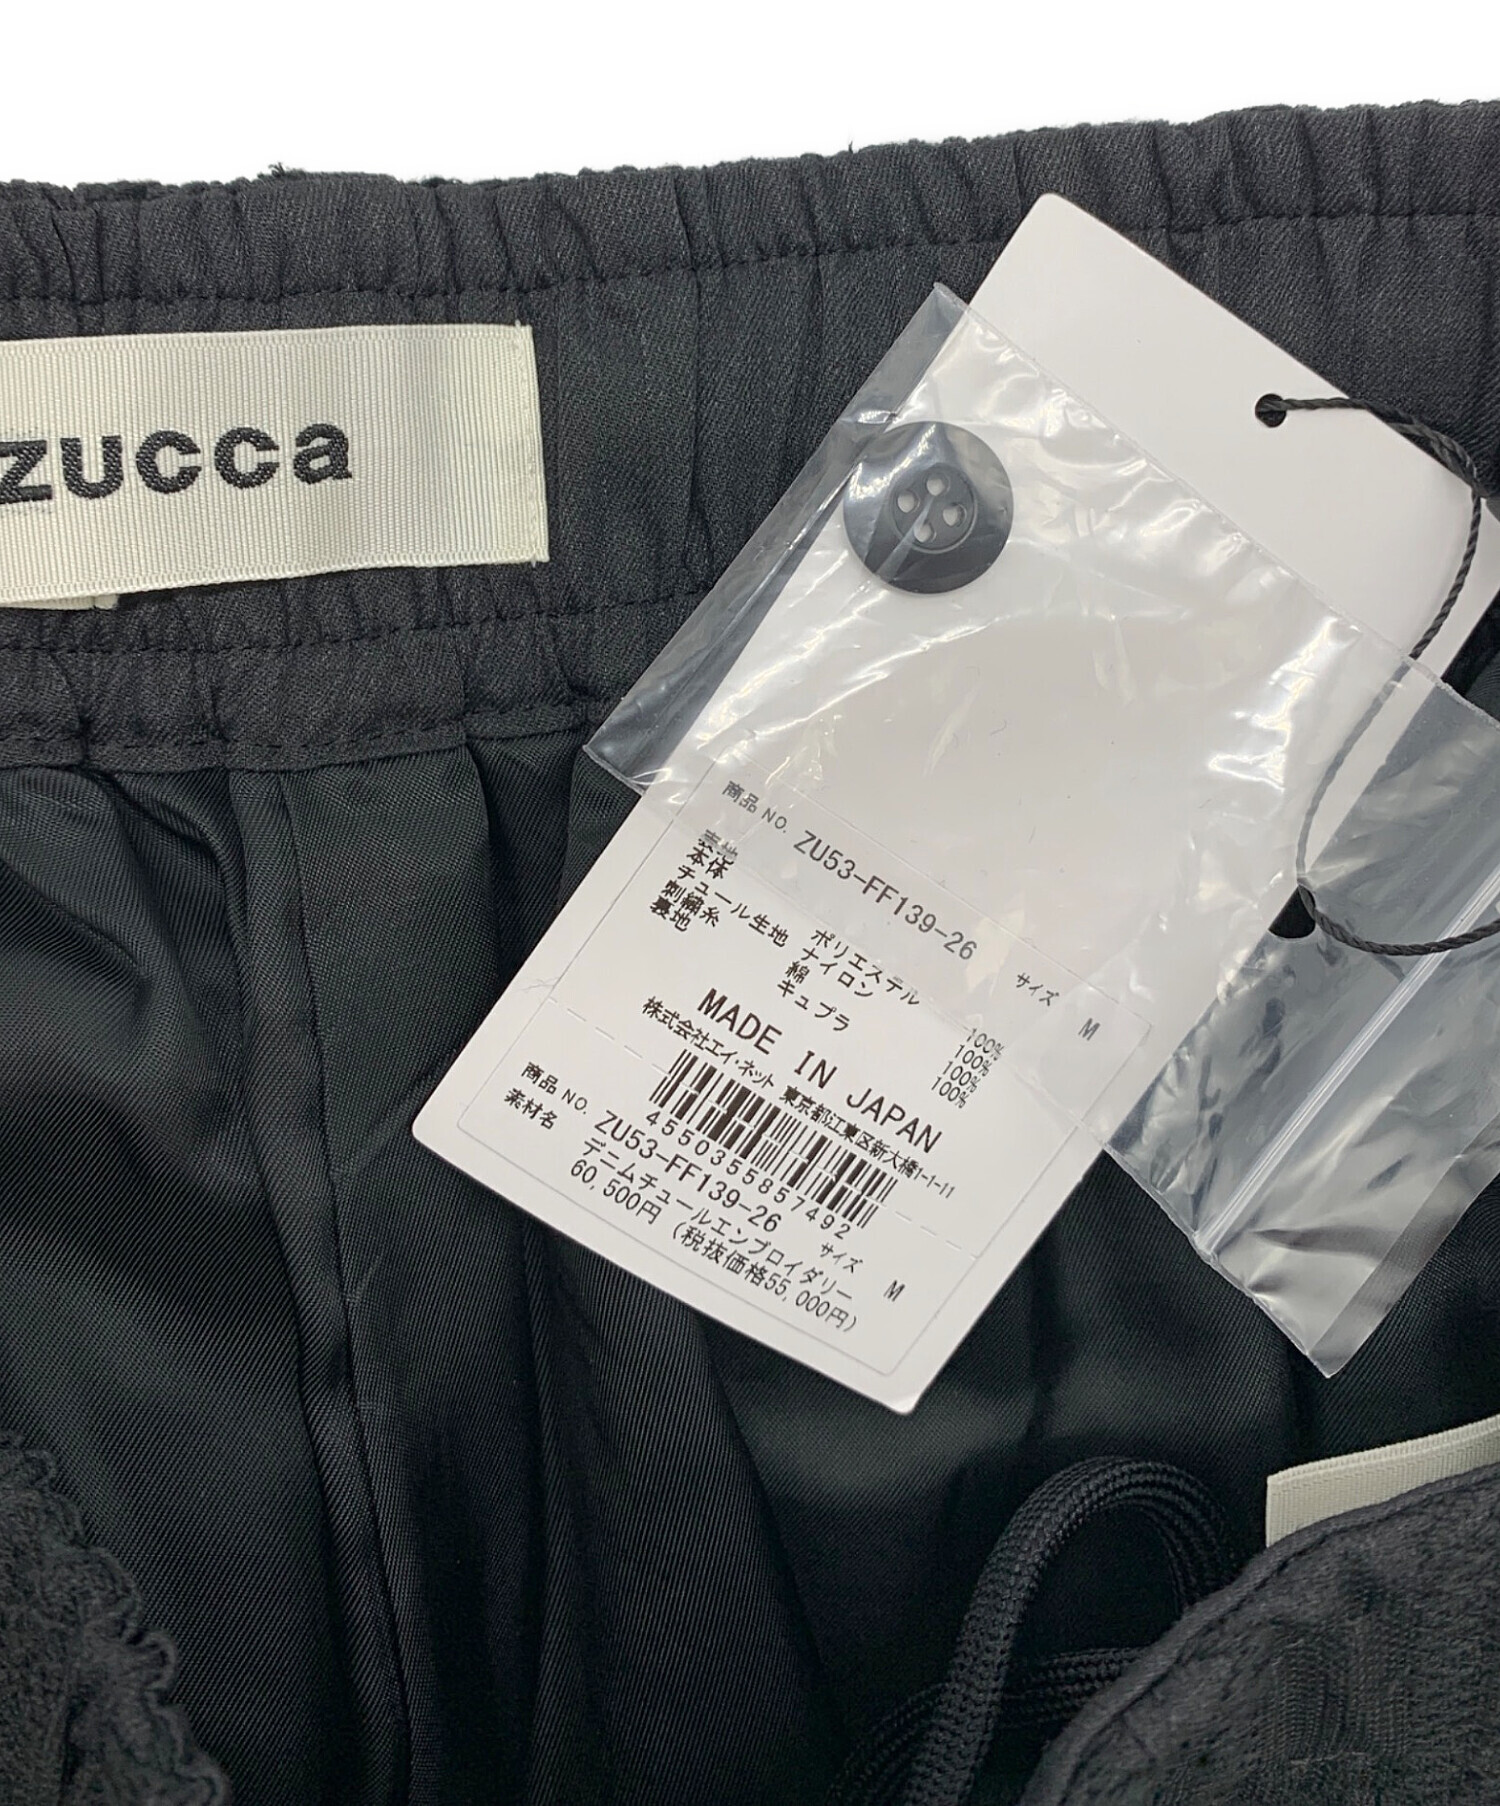 zucca
商品 NO. ZU53-FF139-26 サイズ M
表地
本体 ポリエステル 100%
チュール生地 ナイロン 100%
刺繍糸 綿 100%
裏地 キュプラ 100%
MADE IN JAPAN
株式会社エイ・ネット 東京都江東区新大橋1-1-11
4550355857492
商品 NO. ZU53-FF139-26 サイズ M
素材名 デニムチュールエンブロイダリー
60,500円 (税抜価格55,000円)